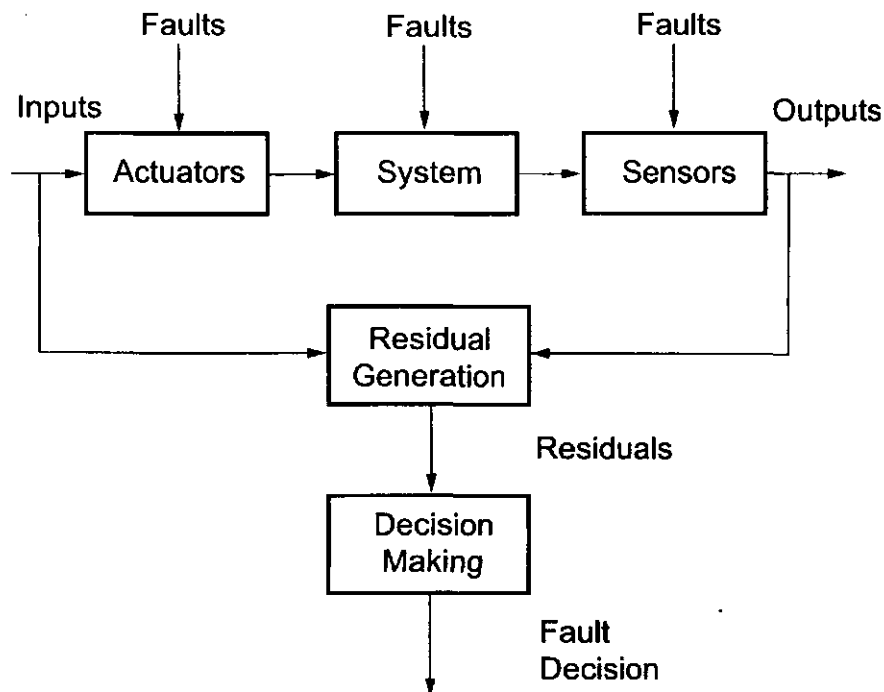 Faults
Faults
Faults
Inputs
Outputs
Actuators
System
Sensors
Residual
Generation
Residuals
Decision
Making
Fault
Decision